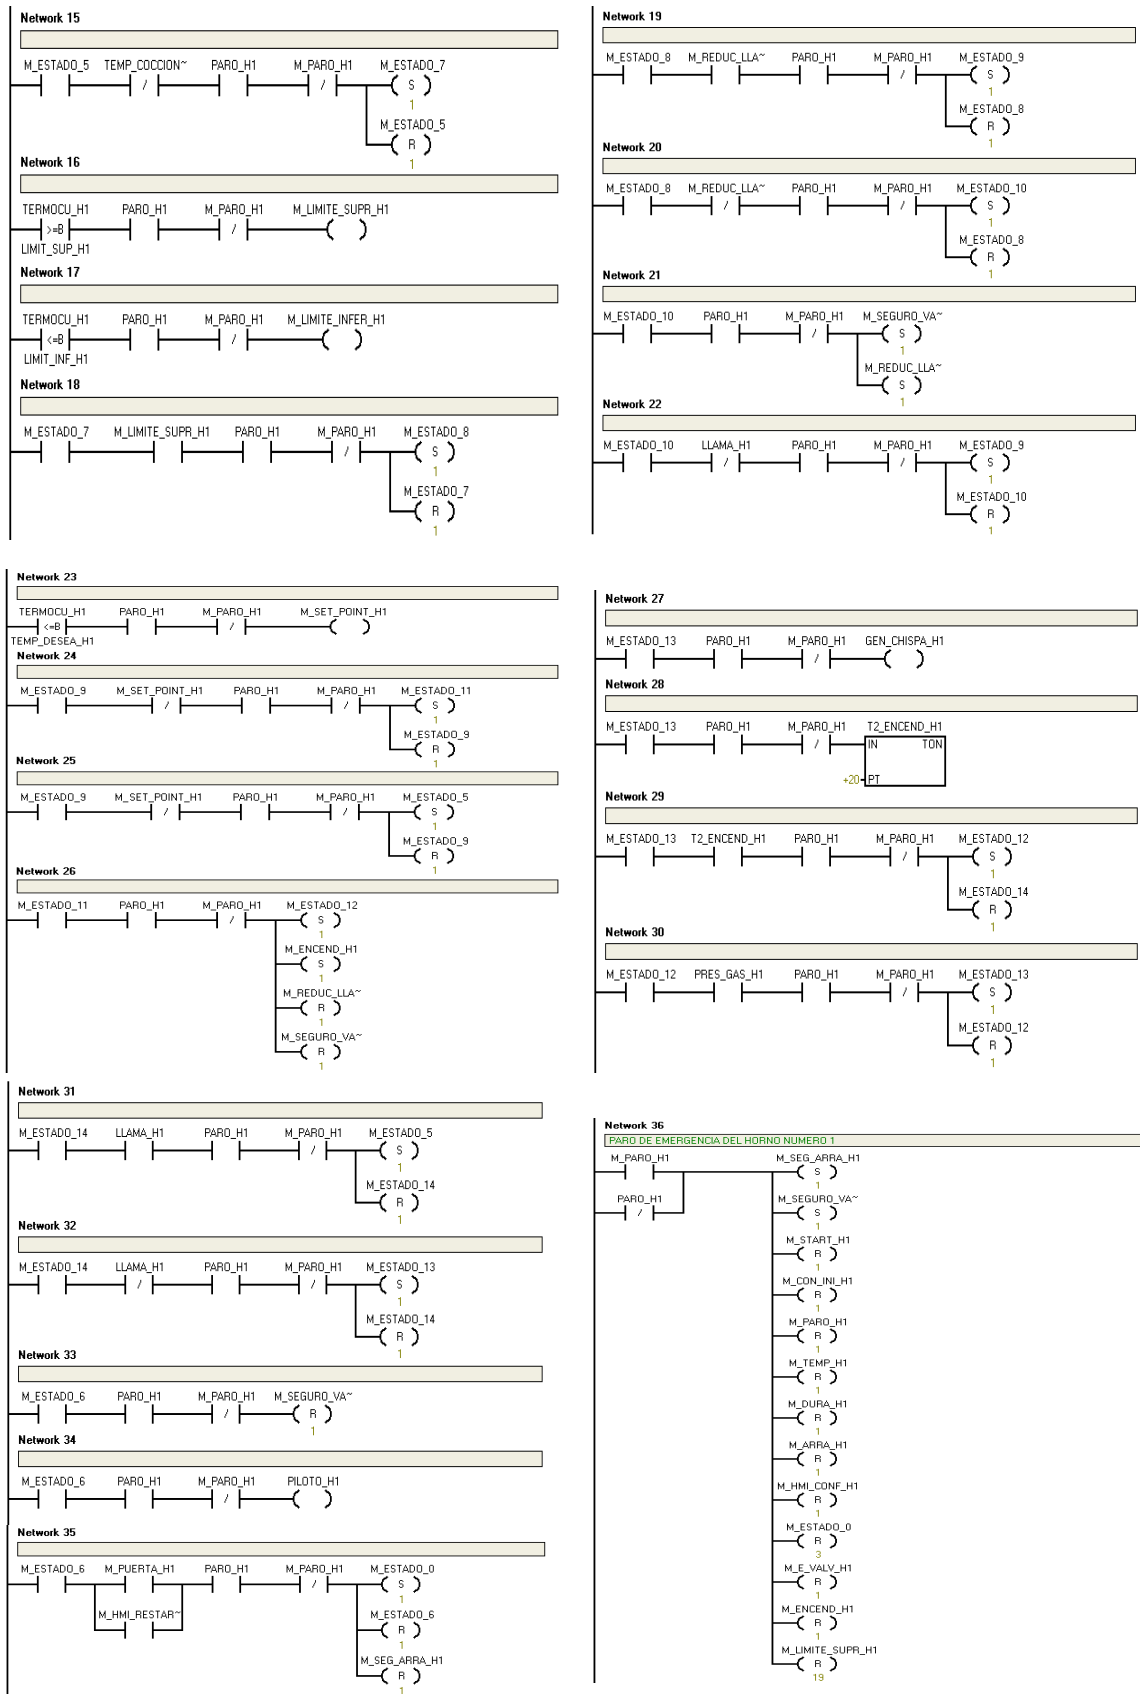 Network 15
M_ESTADO_5 TEMP_COCCION~ PARO_H1 M_PARO_H1 M_ESTADO_7
/ / S
1
M_ESTADO_5
R
1
Network 16
TERMOCU_H1 PARO_H1 M_PARO_H1 M_LIMITE_SUPR_H1
>=B /
LIMIT_SUP_H1
Network 17
TERMOCU_H1 PARO_H1 M_PARO_H1 M_LIMITE_INFER_H1
<=B /
LIMIT_INF_H1
Network 18
M_ESTADO_7 M_LIMITE_SUPR_H1 PARO_H1 M_PARO_H1 M_ESTADO_8
/ S
1
M_ESTADO_7
R
1
Network 19
M_ESTADO_8 M_REDUC_LLA~ PARO_H1 M_PARO_H1 M_ESTADO_9
/ S
1
M_ESTADO_8
R
1
Network 20
M_ESTADO_8 M_REDUC_LLA~ PARO_H1 M_PARO_H1 M_ESTADO_10
/ / S
1
M_ESTADO_8
R
1
Network 21
M_ESTADO_10 PARO_H1 M_PARO_H1 M_SEGURO_VA~
/ S
1
M_REDUC_LLA~
S
1
Network 22
M_ESTADO_10 LLAMA_H1 PARO_H1 M_PARO_H1 M_ESTADO_9
/ / S
1
M_ESTADO_10
R
1
Network 23
TERMOCU_H1 PARO_H1 M_PARO_H1 M_SET_POINT_H1
<=B /
TEMP_DESEA_H1
Network 24
M_ESTADO_9 M_SET_POINT_H1 PARO_H1 M_PARO_H1 M_ESTADO_11
/ / S
1
M_ESTADO_9
R
1
Network 25
M_ESTADO_9 M_SET_POINT_H1 PARO_H1 M_PARO_H1 M_ESTADO_5
/ / S
1
M_ESTADO_9
R
1
Network 26
M_ESTADO_11 PARO_H1 M_PARO_H1 M_ESTADO_12
/ S
1
M_ENCEND_H1
S
1
M_REDUC_LLA~
R
1
M_SEGURO_VA~
R
1
Network 27
M_ESTADO_13 PARO_H1 M_PARO_H1 GEN_CHISPA_H1
/
Network 28
M_ESTADO_13 PARO_H1 M_PARO_H1 T2_ENCEND_H1
/ IN TON
+20 PT
Network 29
M_ESTADO_13 T2_ENCEND_H1 PARO_H1 M_PARO_H1 M_ESTADO_12
/ S
1
M_ESTADO_14
R
1
Network 30
M_ESTADO_12 PRES_GAS_H1 PARO_H1 M_PARO_H1 M_ESTADO_13
/ S
1
M_ESTADO_12
R
1
Network 31
M_ESTADO_14 LLAMA_H1 PARO_H1 M_PARO_H1 M_ESTADO_5
/ S
1
M_ESTADO_14
R
1
Network 32
M_ESTADO_14 LLAMA_H1 PARO_H1 M_PARO_H1 M_ESTADO_13
/ / S
1
M_ESTADO_14
R
1
Network 33
M_ESTADO_6 PARO_H1 M_PARO_H1 M_SEGURO_VA~
/ R
1
Network 34
M_ESTADO_6 PARO_H1 M_PARO_H1 PILOTO_H1
/
Network 35
M_ESTADO_6 M_PUERTA_H1 PARO_H1 M_PARO_H1 M_ESTADO_0
/ S
1
M_HMI_RESTAR~ M_ESTADO_6
R
1
M_SEG_ARRA_H1
R
1
Network 36
PARO DE EMERGENCIA DEL HORNO NUMERO 1
M_PARO_H1 M_SEG_ARRA_H1
S
1
PARO_H1 M_SEGURO_VA~
/ S
1
M_START_H1
R
1
M_CON_INI_H1
R
1
M_PARO_H1
R
1
M_TEMP_H1
R
1
M_DURA_H1
R
1
M_ARRA_H1
R
1
M_HMI_CONF_H1
R
1
M_ESTADO_0
R
3
M_E_VALV_H1
R
1
M_ENCEND_H1
R
1
M_LIMITE_SUPR_H1
R
19